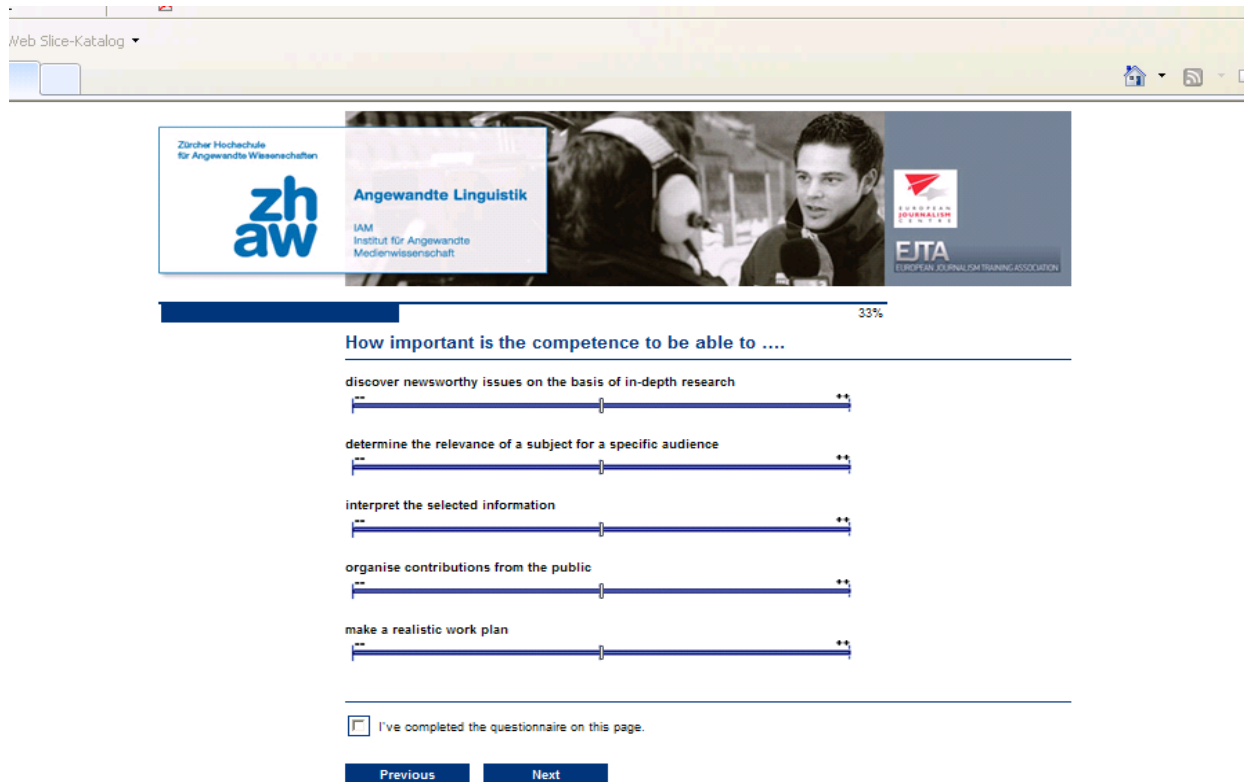 Web Slice-Katalog
Zürcher Hochschule
für Angewandte Wissenschaften
zh
aw
Angewandte Linguistik
IAM
Institut für Angewandte
Medienwissenschaft
EUROPEAN
JOURNALISM
CENTRE
EJTA
EUROPEAN JOURNALISM TRAINING ASSOCIATION
33%
How important is the competence to be able to ....
discover newsworthy issues on the basis of in-depth research
-- ++
determine the relevance of a subject for a specific audience
-- ++
interpret the selected information
-- ++
organise contributions from the public
-- ++
make a realistic work plan
-- ++
I've completed the questionnaire on this page.
Previous Next